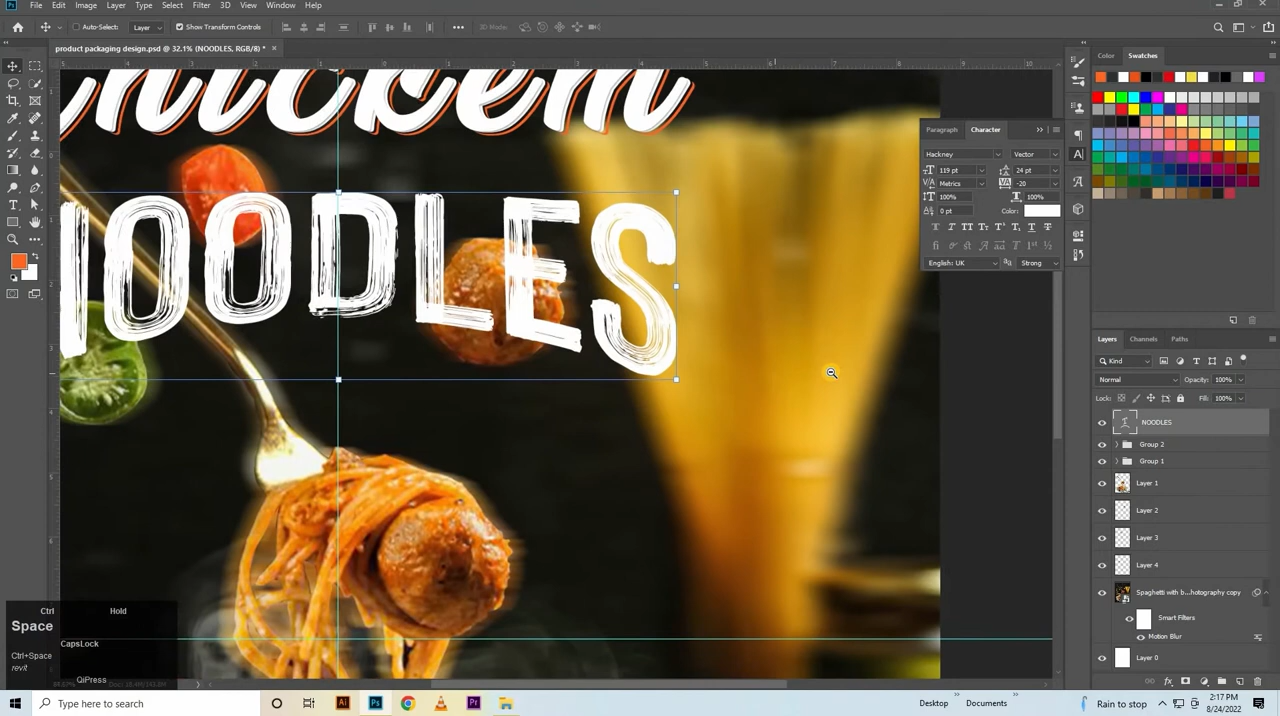 File Edit Image Layer Type Select Filter 3D View Window Help
Auto-Select: Layer Show Transform Controls 3D Mode:
product packaging design.psd @ 32.1% (NOODLES, RGB/8) *
Chicken
NOODLES
Color Swatches
Paragraph Character
Hackney Vector
119 pt 24 pt
Metrics -20
100% 100%
0 pt Color:
English: UK Strong
Layers Channels Paths
Kind
Normal Opacity: 100%
Lock: Fill: 100%
NOODLES
Group 2
Group 1
Layer 1
Layer 2
Layer 3
Layer 4
Spaghetti with b...hotography copy
Smart Filters
Motion Blur
Layer 0
Ctrl Hold
Space
CapsLock
Ctrl+Space
revit
QiPress
Type here to search
Desktop Documents
Rain to stop
2:17 PM
8/24/2022